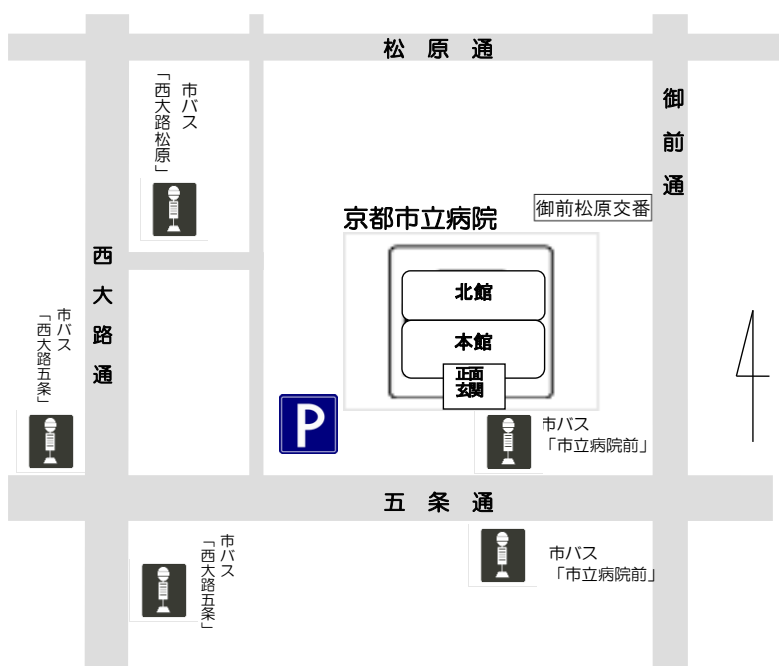 松原通
御前通
市バス
「西大路松原」
御前松原交番
京都市立病院
西大路通
北館
市バス
「西大路五条」
本館
正面
玄関
P
市バス
「市立病院前」
五条通
市バス
「西大路五条」
市バス
「市立病院前」